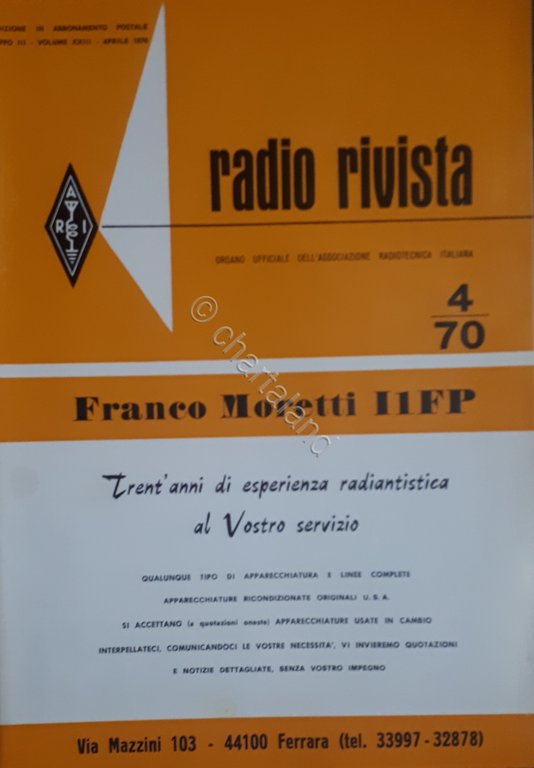 DIZIONE IN ABBONAMENTO POSTALE
PPO III - VOLUME XXIII - APRILE 1970
radio rivista
A
R I
ORGANO UFFICIALE DELL'ASSOCIAZIONE RADIOTECNICA ITALIANA
4
70
© chartaland
Franco Moretti I1FP
Trent'anni di esperienza radiantistica
al Vostro servizio
QUALUNQUE TIPO DI APPARECCHIATURA E LINEE COMPLETE
APPARECCHIATURE RICONDIZIONATE ORIGINALI U.S.A.
SI ACCETTANO (a quotazioni oneste) APPARECCHIATURE USATE IN CAMBIO
INTERPELLATECI, COMUNICANDOCI LE VOSTRE NECESSITA', VI INVIEREMO QUOTAZIONI
E NOTIZIE DETTAGLIATE, SENZA VOSTRO IMPEGNO
Via Mazzini 103 - 44100 Ferrara (tel. 33997-32878)